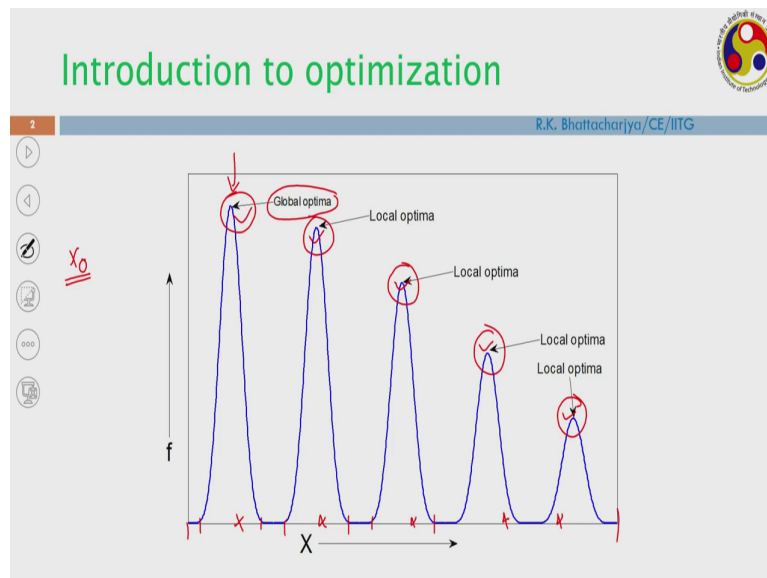 Introduction to optimization
2
R.K. Bhattacharjya/CE/IITG
Global optima
Local optima
Local optima
Local optima
Local optima
x₀
f
X